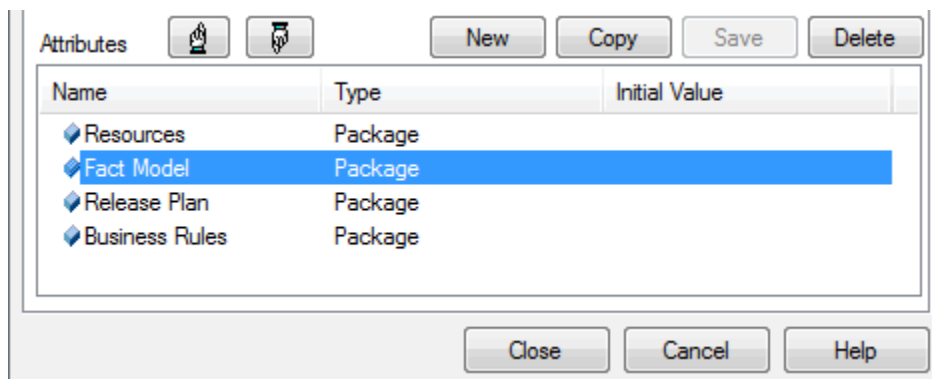 Attributes New Copy Save Delete
Name Type Initial Value
Resources Package
Fact Model Package
Release Plan Package
Business Rules Package
Close Cancel Help